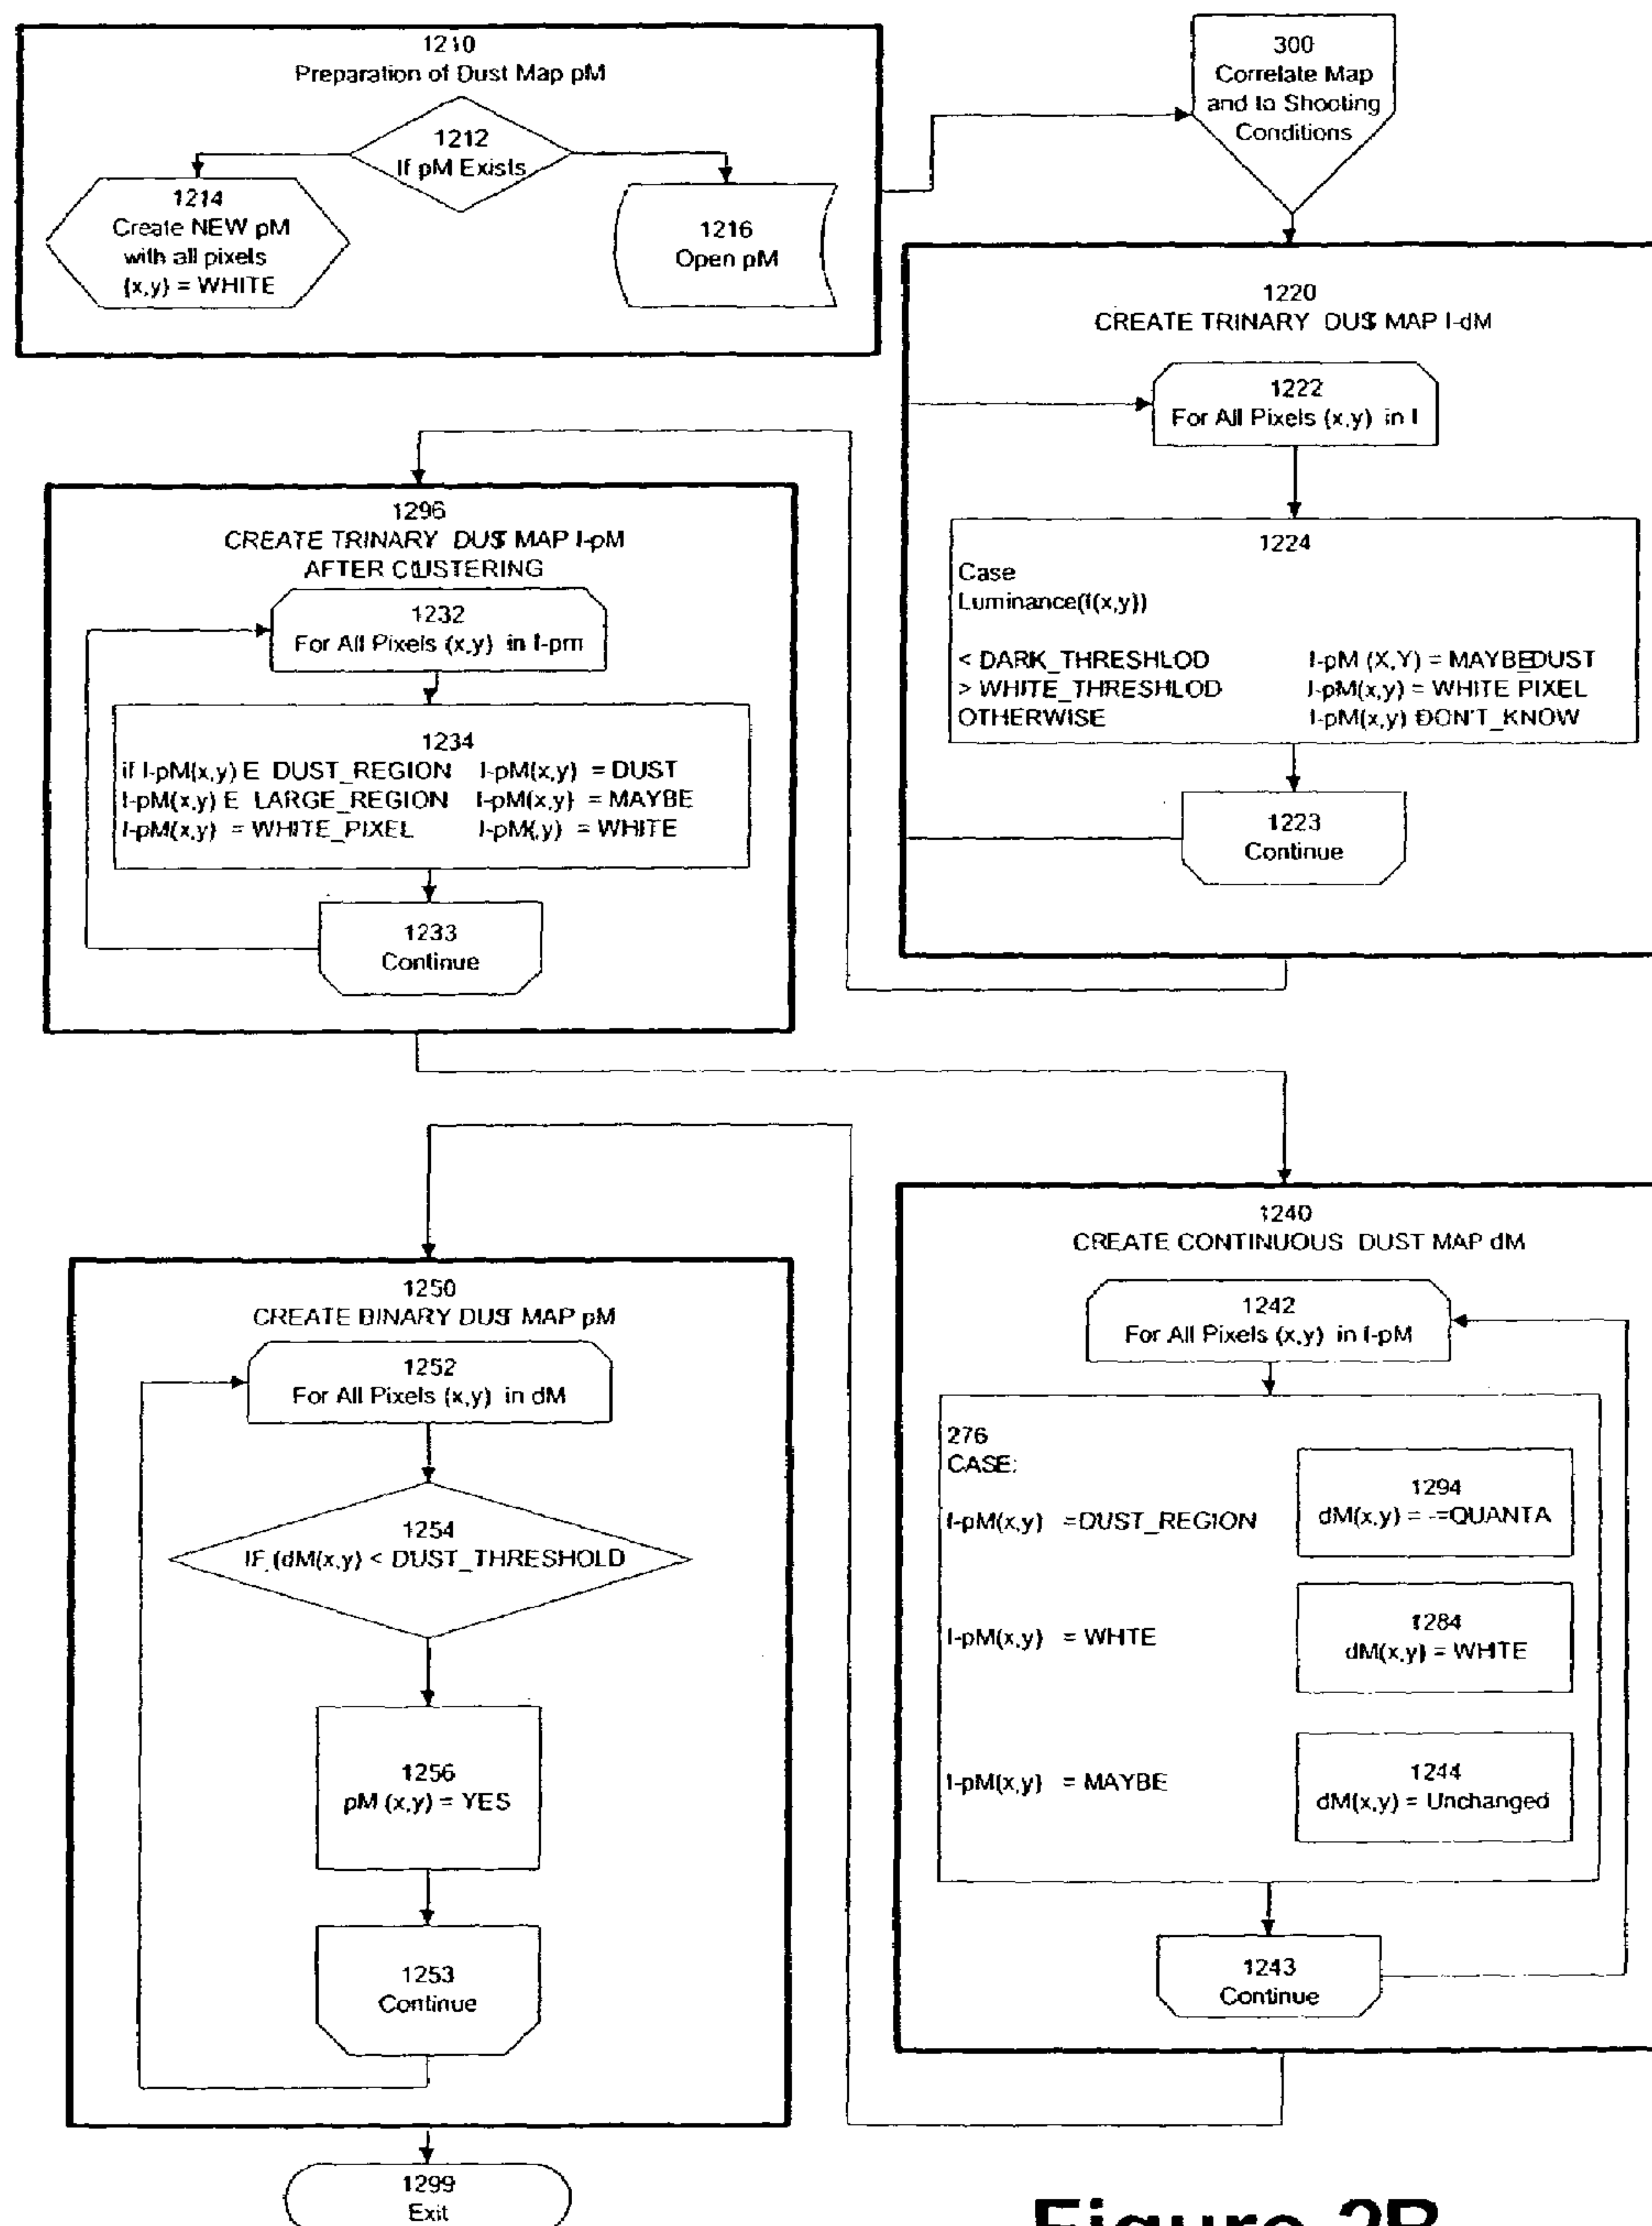 1210
Preparation of Dust Map pM
1212
If pM Exists
1214
Create NEW pM
with all pixels
(x,y) = WHITE
1216
Open pM
300
Correlate Map
and to Shooting
Conditions
1220
CREATE TRINARY DUST MAP I-dM
1222
For All Pixels (x,y) in I
1224
Case
Luminance(I(x,y))
< DARK_THRESHLOD I-pM (X,Y) = MAYBE_DUST
> WHITE_THRESHLOD I-pM(x,y) = WHITE PIXEL
OTHERWISE I-pM(x,y) DON'T_KNOW
1223
Continue
1296
CREATE TRINARY DUST MAP I-pM
AFTER CLUSTERING
1232
For All Pixels (x,y) in I-pm
1234
if I-pM(x,y) E DUST_REGION I-pM(x,y) = DUST
I-pM(x,y) E LARGE_REGION I-pM(x,y) = MAYBE
I-pM(x,y) = WHITE_PIXEL I-pM(,y) = WHITE
1233
Continue
1240
CREATE CONTINUOUS DUST MAP dM
1242
For All Pixels (x,y) in I-pM
276
CASE:
I-pM(x,y) =DUST_REGION
1294
dM(x,y) = -=QUANTA
I-pM(x,y) = WHTE
1284
dM(x,y) = WHITE
I-pM(x,y) = MAYBE
1244
dM(x,y) = Unchanged
1243
Continue
1250
CREATE BINARY DUST MAP pM
1252
For All Pixels (x,y) in dM
1254
IF (dM(x,y) < DUST_THRESHOLD
1256
pM (x,y) = YES
1253
Continue
1299
Exit
Figure 2B